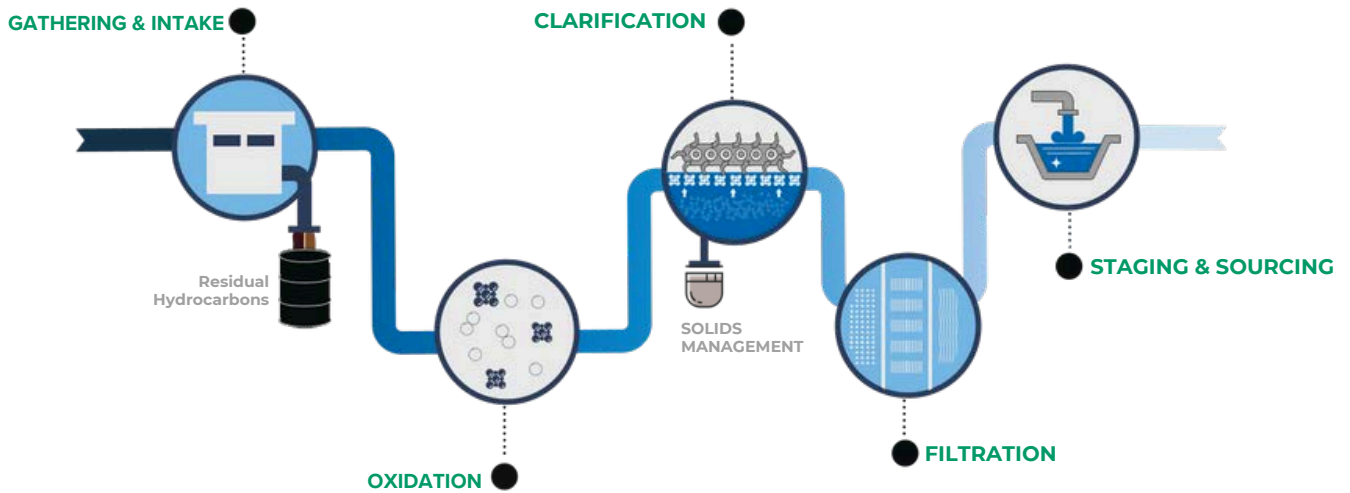 GATHERING & INTAKE
CLARIFICATION
Residual
Hydrocarbons
STAGING & SOURCING
SOLIDS
MANAGEMENT
FILTRATION
OXIDATION